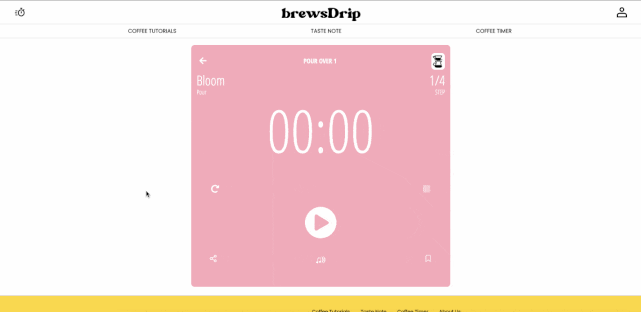 brewsDrip
COFFEE TUTORIALS TASTE NOTE COFFEE TIMER
POUR OVER 1
Bloom 1/4
Pour STEP
00:00
Coffee Tutorials Taste Note Coffee Timer About Us